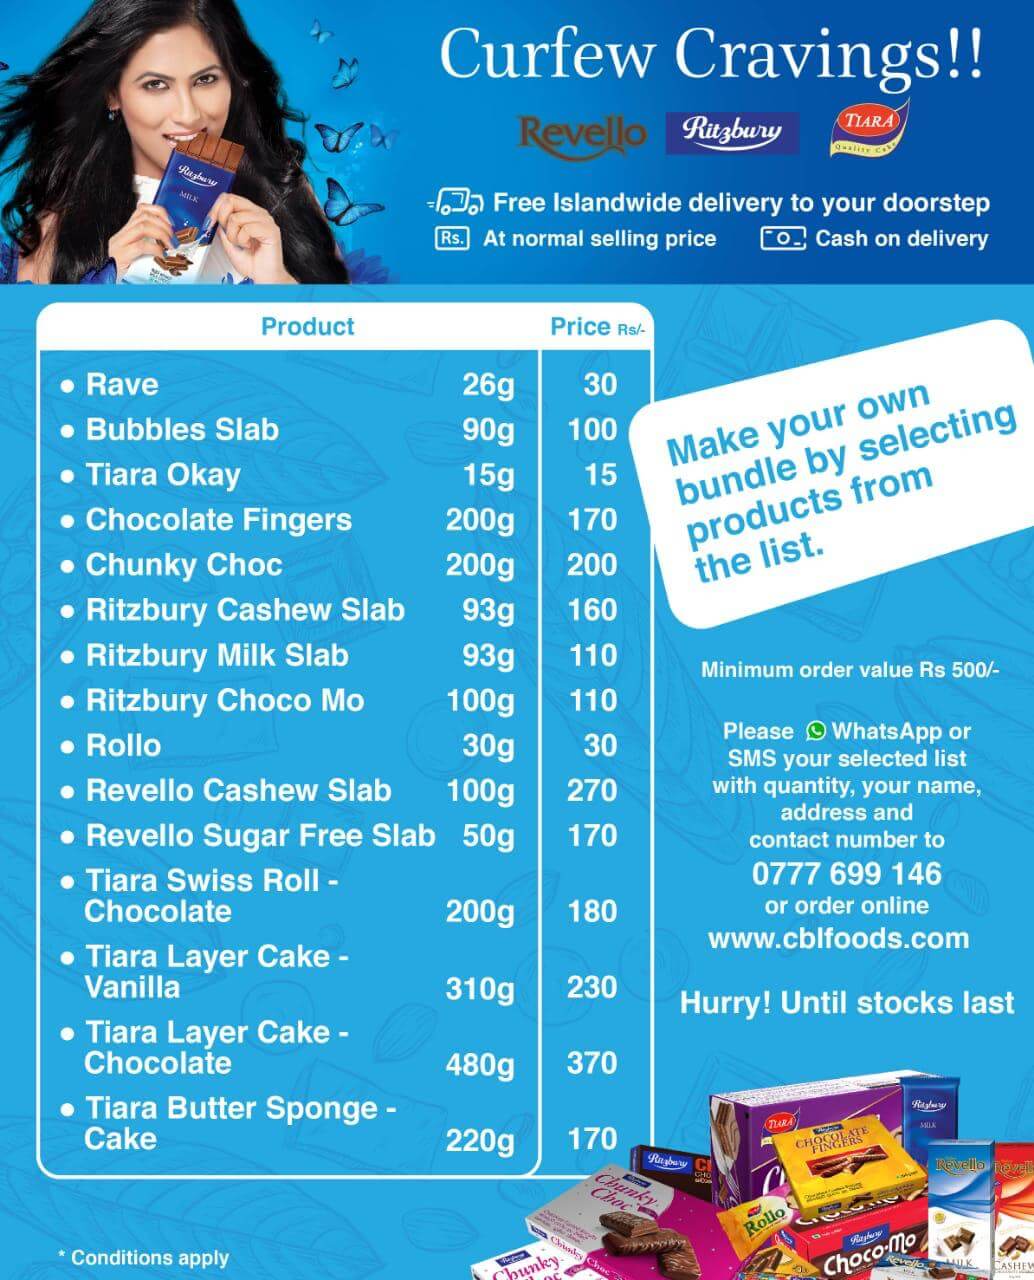 Curfew Cravings!!
Revello
Ritzbury
TIARA
Quality Cake
Free Islandwide delivery to your doorstep
Rs. At normal selling price
Cash on delivery
Ritzbury
MILK
Product Price Rs/-
• Rave 26g 30
• Bubbles Slab 90g 100
• Tiara Okay 15g 15
• Chocolate Fingers 200g 170
• Chunky Choc 200g 200
• Ritzbury Cashew Slab 93g 160
• Ritzbury Milk Slab 93g 110
• Ritzbury Choco Mo 100g 110
• Rollo 30g 30
• Revello Cashew Slab 100g 270
• Revello Sugar Free Slab 50g 170
• Tiara Swiss Roll -
Chocolate 200g 180
• Tiara Layer Cake -
Vanilla 310g 230
• Tiara Layer Cake -
Chocolate 480g 370
• Tiara Butter Sponge -
Cake 220g 170
* Conditions apply
Make your own
bundle by selecting
products from
the list.
Minimum order value Rs 500/-
Please WhatsApp or
SMS your selected list
with quantity, your name,
address and
contact number to
0777 699 146
or order online
www.cblfoods.com
Hurry! Until stocks last
TIARA
Ritzbury
MILK
CHOCOLATE
FINGERS
Ritzbury
Chunky
Choc
Rollo
Revello
MILK
CASHEW
Ritzbury
Choco-Mo
Revello
Chunky